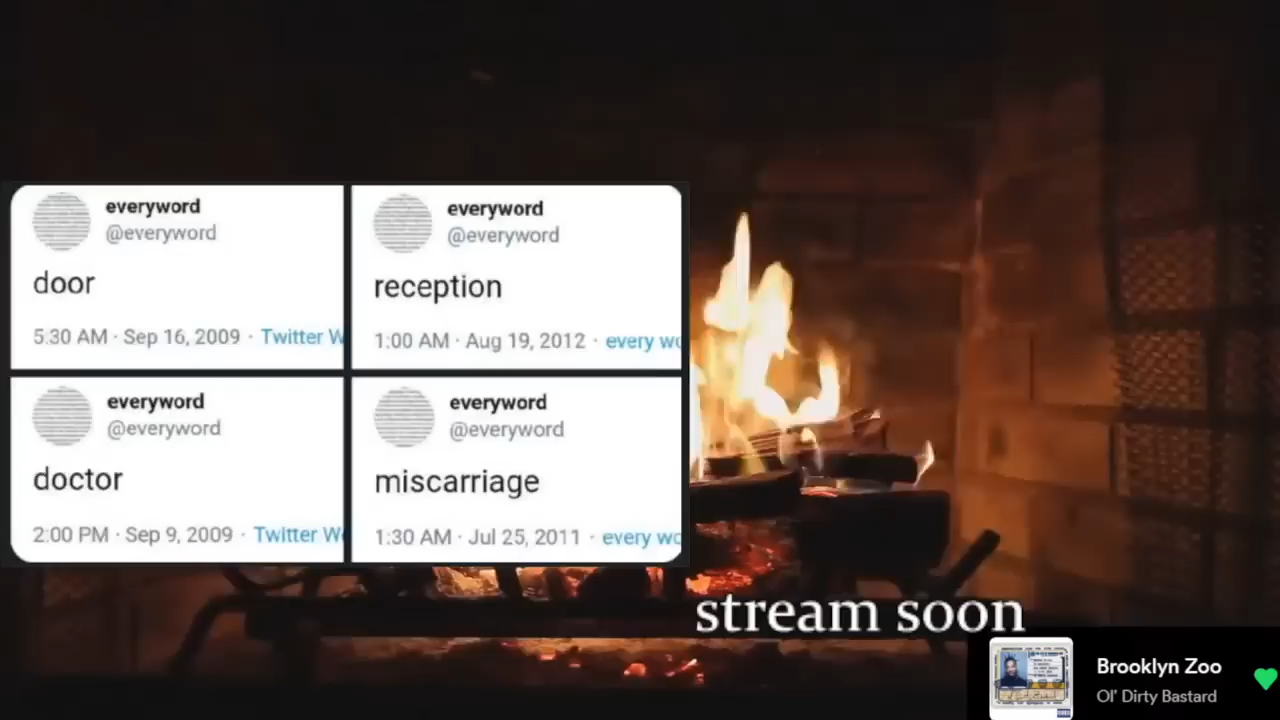 everyword
@everyword
door
5:30 AM · Sep 16, 2009 · Twitter W
everyword
@everyword
reception
1:00 AM · Aug 19, 2012 · every wo
everyword
@everyword
doctor
2:00 PM · Sep 9, 2009 · Twitter We
everyword
@everyword
miscarriage
1:30 AM · Jul 25, 2011 · every wo
stream soon
Brooklyn Zoo
Ol' Dirty Bastard